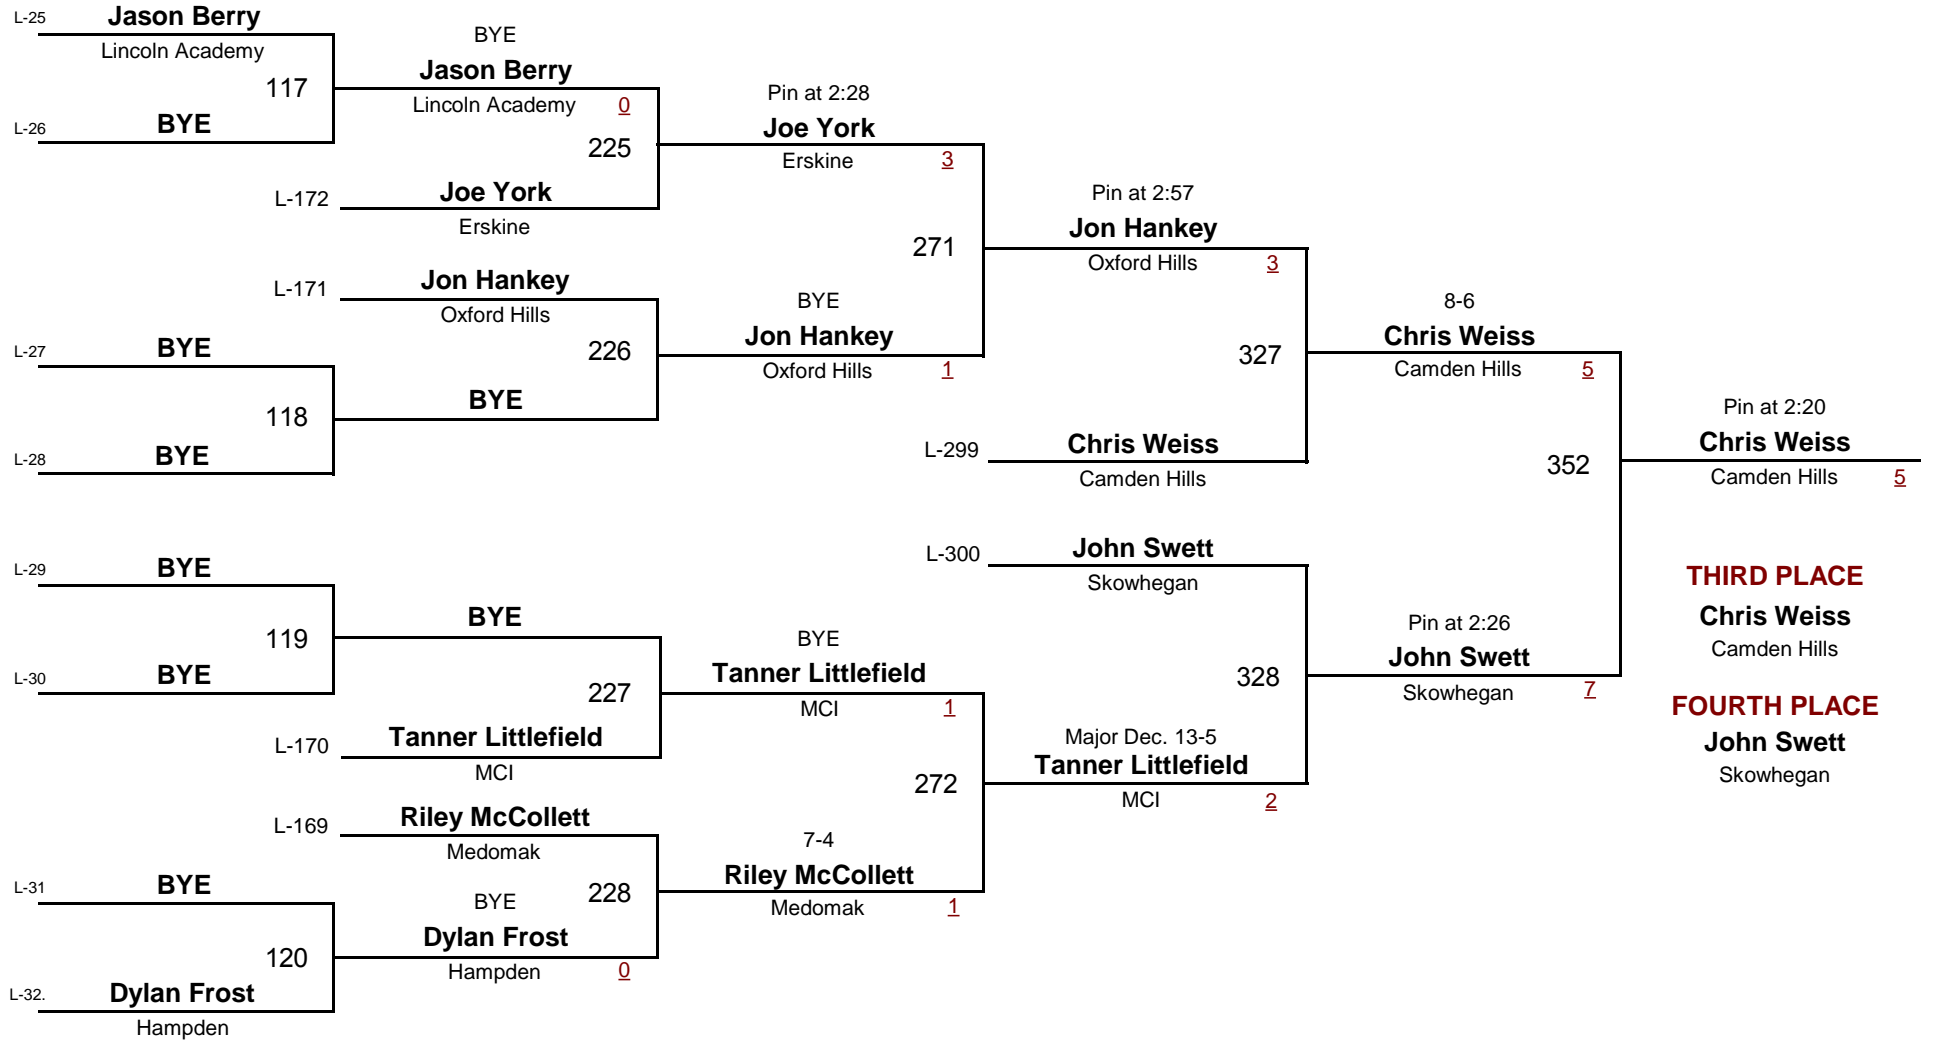 L-25
Jason Berry
Lincoln Academy
117
L-26
BYE
BYE
Jason Berry
Lincoln Academy
0
225
L-172
Joe York
Erskine
Pin at 2:28
Joe York
Erskine
3
271
L-171
Jon Hankey
Oxford Hills
226
L-27
BYE
118
L-28
BYE
BYE
BYE
Jon Hankey
Oxford Hills
1
Pin at 2:57
Jon Hankey
Oxford Hills
3
327
L-299
Chris Weiss
Camden Hills
8-6
Chris Weiss
Camden Hills
5
352
Pin at 2:20
Chris Weiss
Camden Hills
5
L-29
BYE
119
L-30
BYE
BYE
227
L-170
Tanner Littlefield
MCI
BYE
Tanner Littlefield
MCI
1
272
L-169
Riley McCollett
Medomak
228
L-31
BYE
120
L-32.
Dylan Frost
Hampden
BYE
Dylan Frost
Hampden
0
7-4
Riley McCollett
Medomak
1
L-300
John Swett
Skowhegan
328
Major Dec. 13-5
Tanner Littlefield
MCI
2
Pin at 2:26
John Swett
Skowhegan
7
THIRD PLACE
Chris Weiss
Camden Hills
FOURTH PLACE
John Swett
Skowhegan